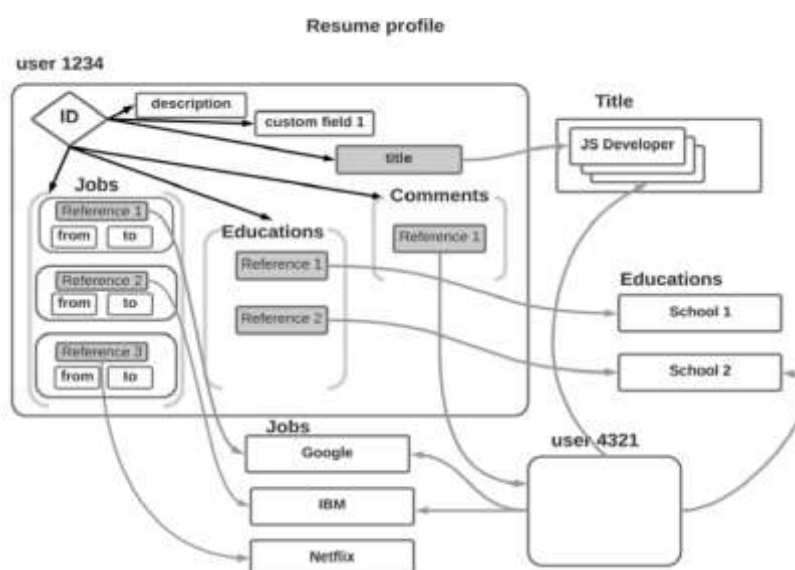 Resume profile
user 1234
ID
description
custom field 1
title
Title
JS Developer
Jobs
Reference 1
from to
Reference 2
from to
Reference 3
from to
Educations
Reference 1
Reference 2
Comments
Reference 1
Educations
School 1
School 2
Jobs
Google
IBM
Netflix
user 4321